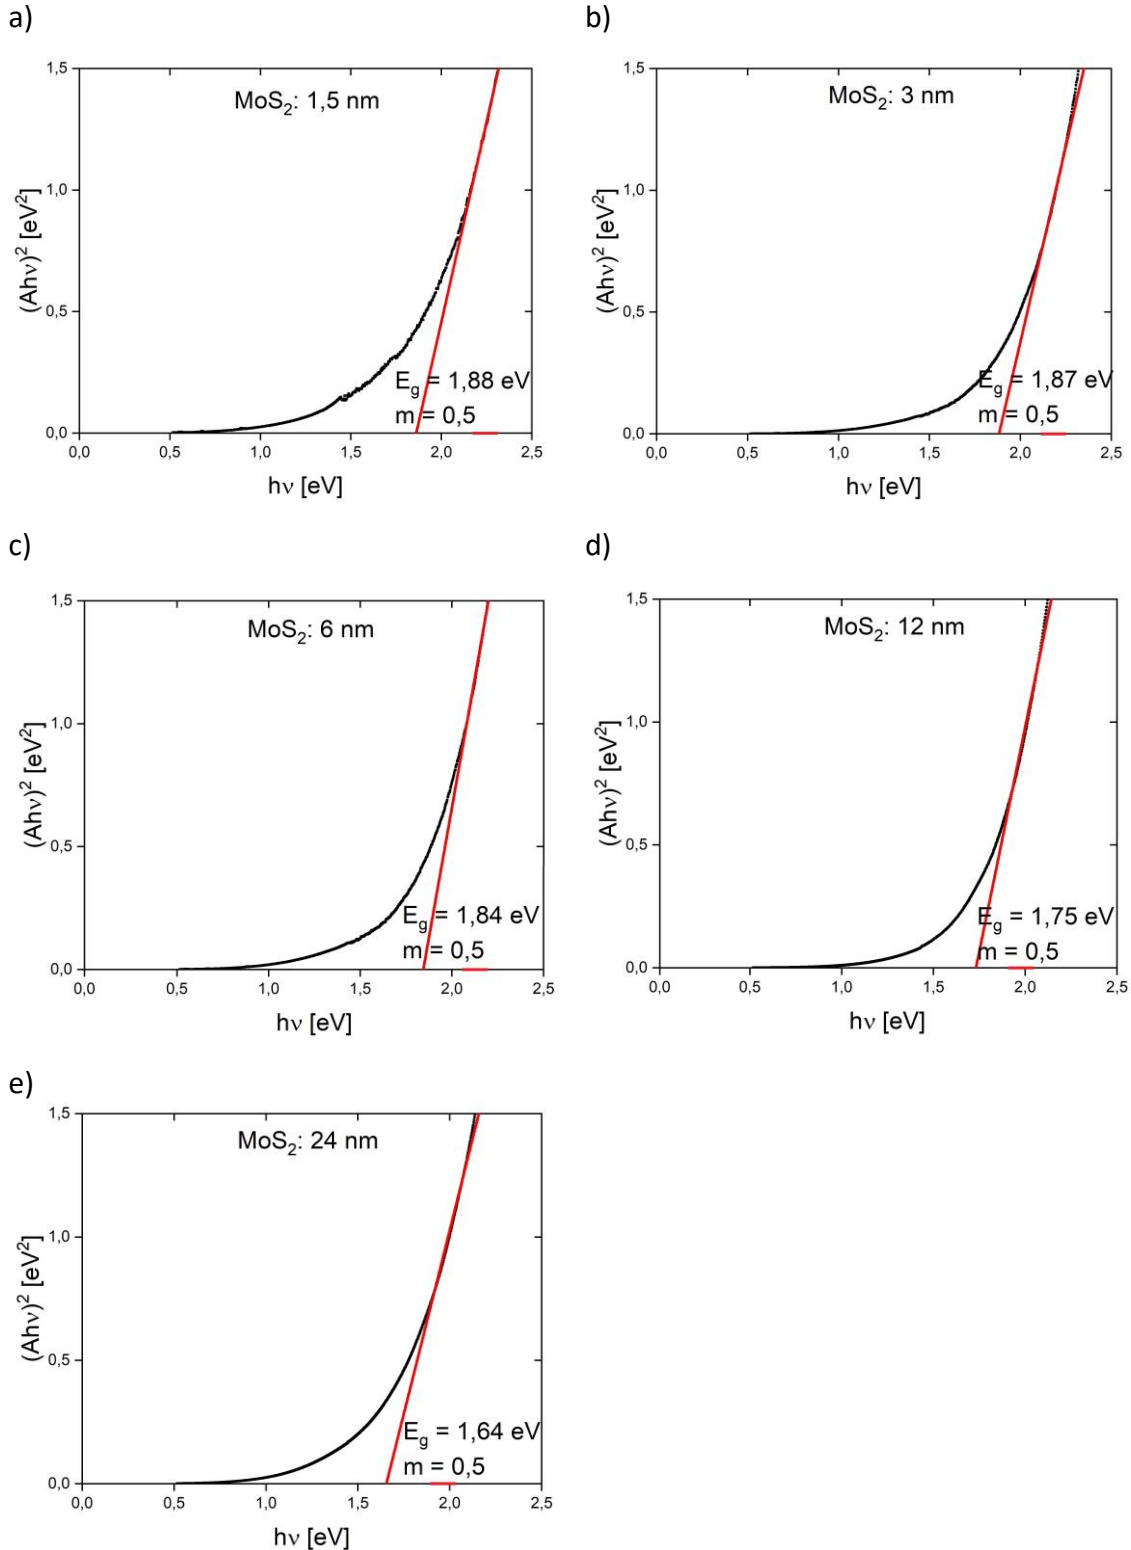 a)
MoS₂: 1,5 nm
(Ahν)² [eV²]
1,5
1,0
0,5
0,0
E_g = 1,88 eV
m = 0,5
0,0 0,5 1,0 1,5 2,0 2,5
hν [eV]
b)
MoS₂: 3 nm
(Ahν)² [eV²]
1,5
1,0
0,5
0,0
E_g = 1,87 eV
m = 0,5
0,0 0,5 1,0 1,5 2,0 2,5
hν [eV]
c)
MoS₂: 6 nm
(Ahν)² [eV²]
1,5
1,0
0,5
0,0
E_g = 1,84 eV
m = 0,5
0,0 0,5 1,0 1,5 2,0 2,5
hν [eV]
d)
MoS₂: 12 nm
(Ahν)² [eV²]
1,5
1,0
0,5
0,0
E_g = 1,75 eV
m = 0,5
0,0 0,5 1,0 1,5 2,0 2,5
hν [eV]
e)
MoS₂: 24 nm
(Ahν)² [eV²]
1,5
1,0
0,5
0,0
E_g = 1,64 eV
m = 0,5
0,0 0,5 1,0 1,5 2,0 2,5
hν [eV]